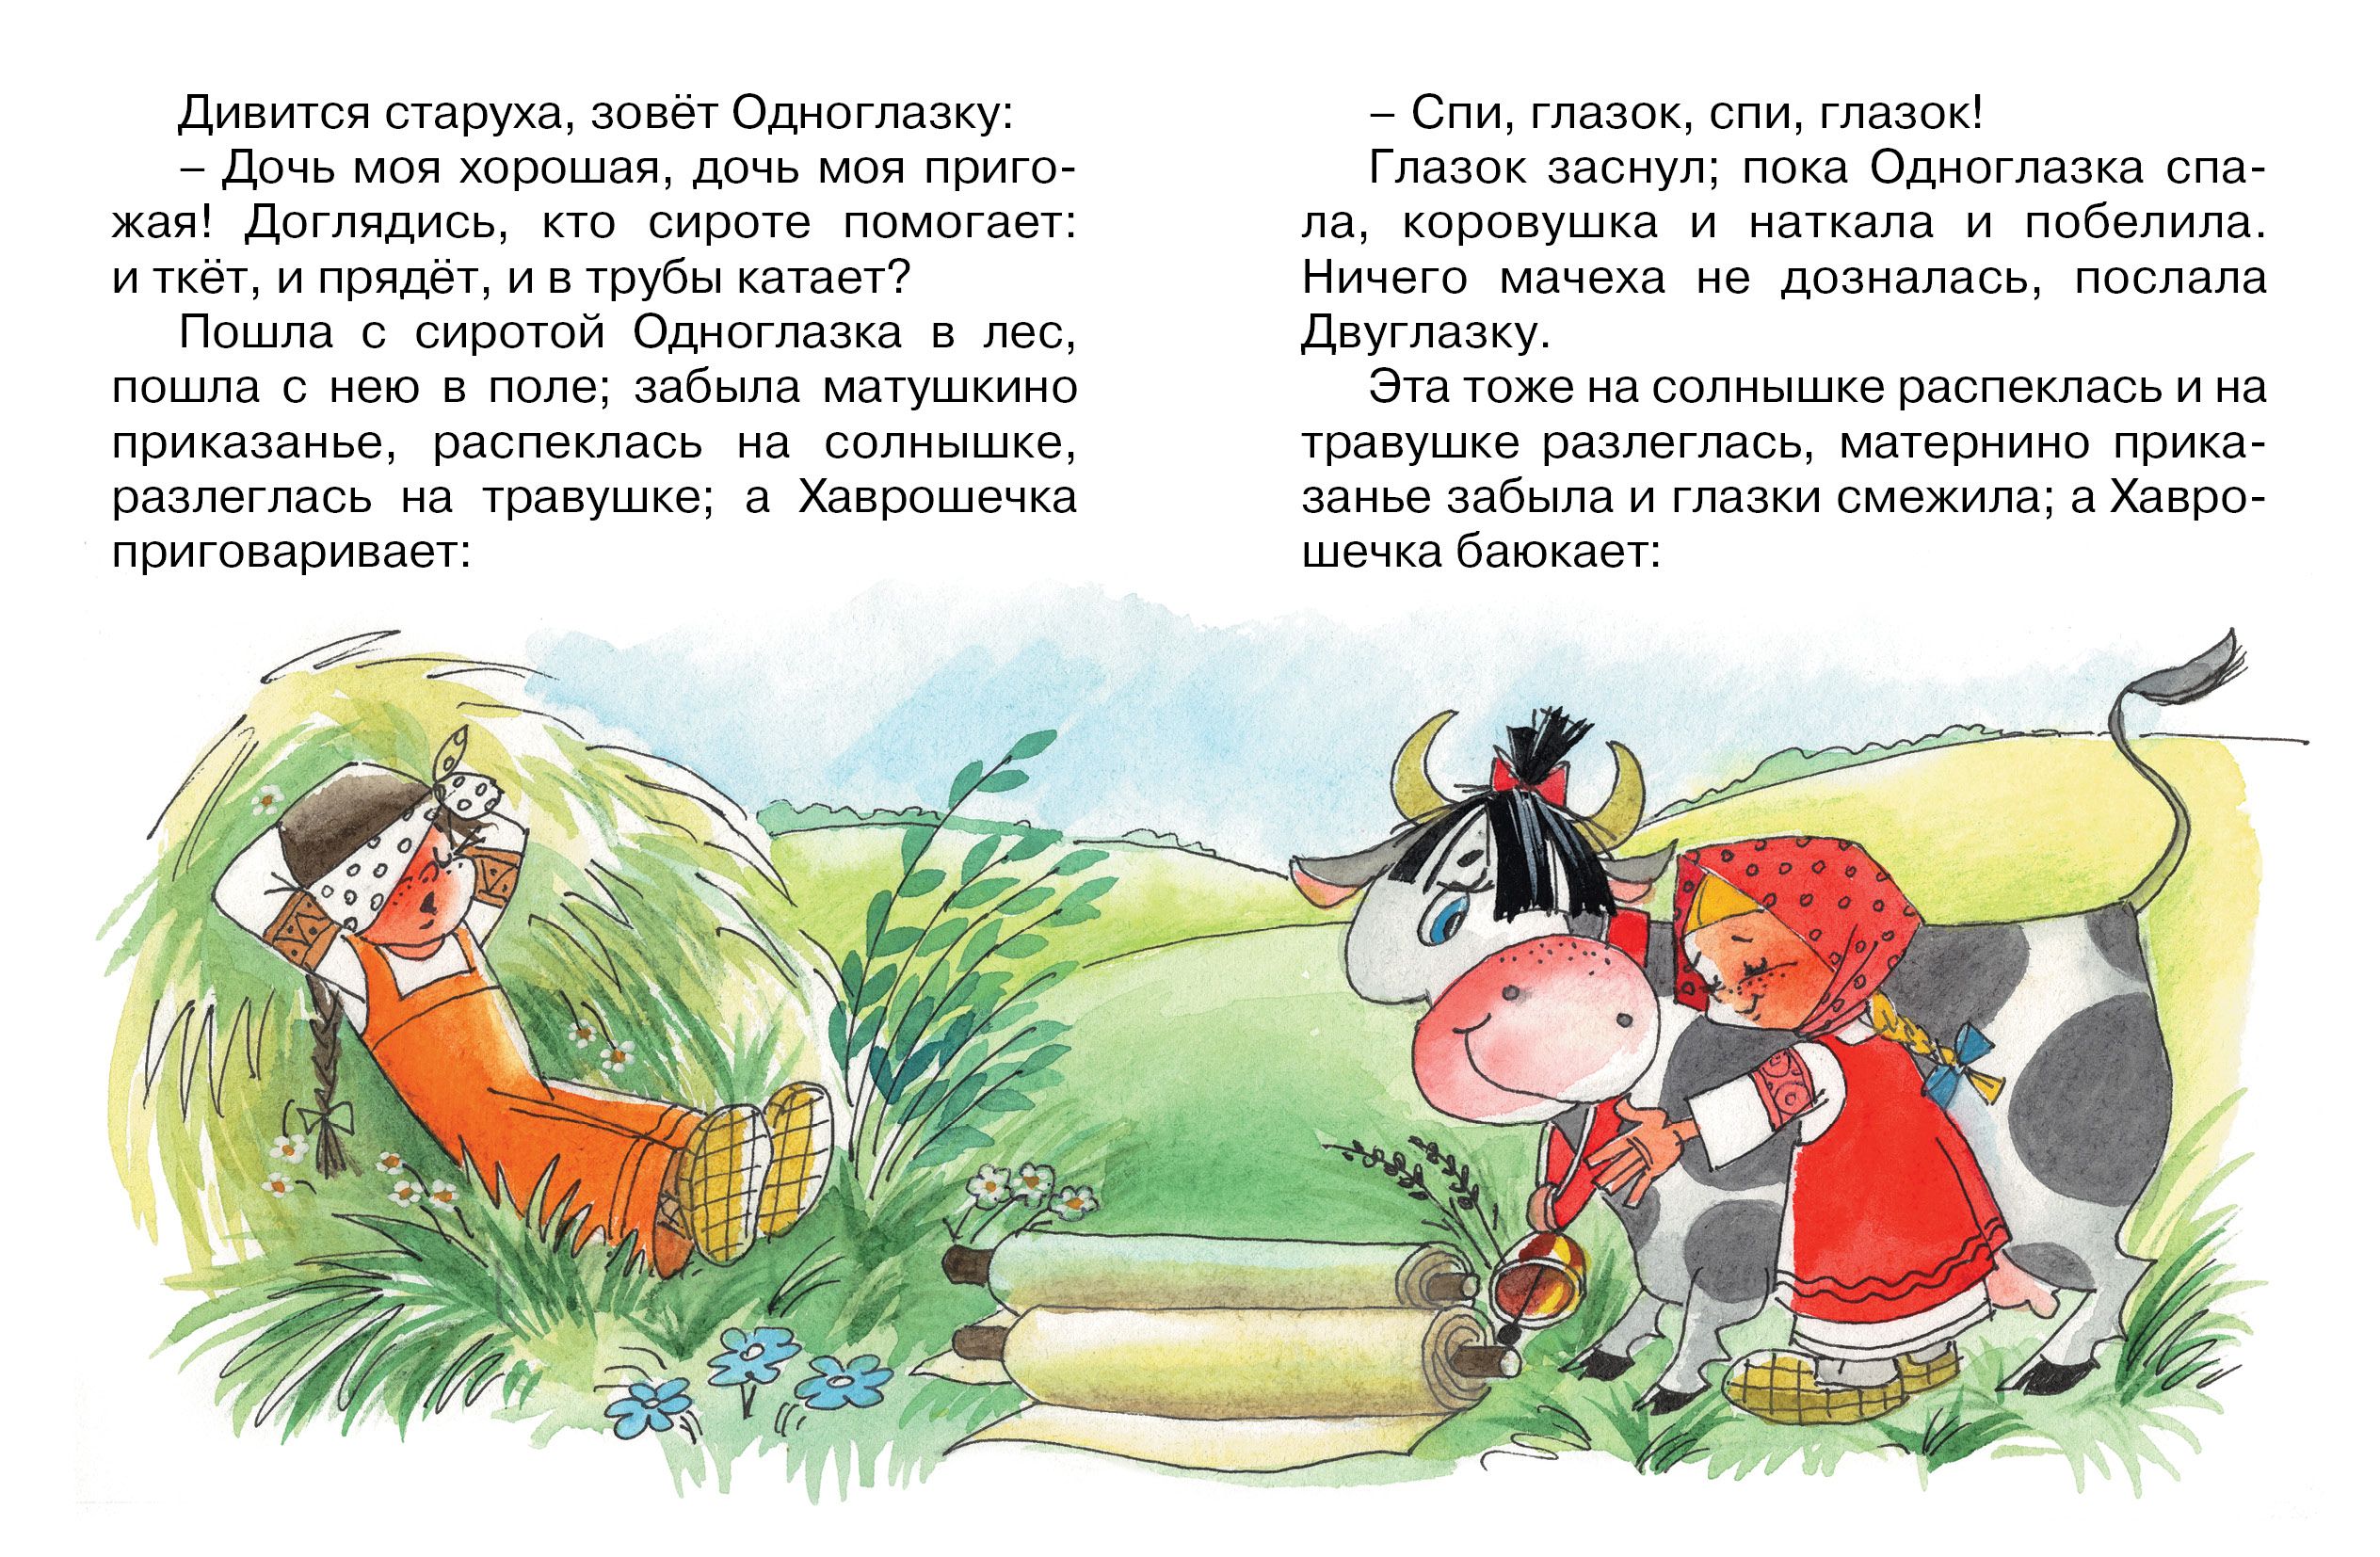 Дивится старуха, зовёт Одноглазку:
– Дочь моя хорошая, дочь моя приго-
жая! Доглядись, кто сироте помогает:
и ткёт, и прядёт, и в трубы катает?
Пошла с сиротой Одноглазка в лес,
пошла с нею в поле; забыла матушкино
приказанье, распеклась на солнышке,
разлеглась на травушке; а Хаврошечка
приговаривает:
– Спи, глазок, спи, глазок!
Глазок заснул; пока Одноглазка спа-
ла, коровушка и наткала и побелила.
Ничего мачеха не дозналась, послала
Двуглазку.
Эта тоже на солнышке распеклась и на
травушке разлеглась, матернино прика-
занье забыла и глазки смежила; а Хавро-
шечка баюкает: